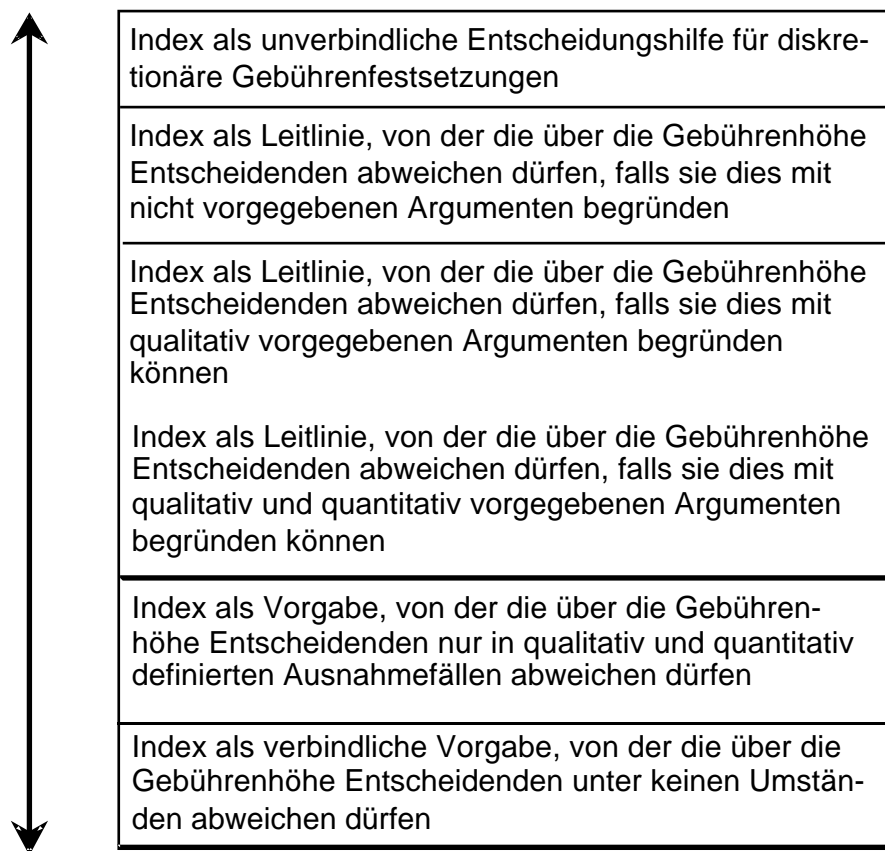 Index als unverbindliche Entscheidungshilfe für diskre-
tionäre Gebührenfestsetzungen
Index als Leitlinie, von der die über die Gebührenhöhe
Entscheidenden abweichen dürfen, falls sie dies mit
nicht vorgegebenen Argumenten begründen
Index als Leitlinie, von der die über die Gebührenhöhe
Entscheidenden abweichen dürfen, falls sie dies mit
qualitativ vorgegebenen Argumenten begründen
können
Index als Leitlinie, von der die über die Gebührenhöhe
Entscheidenden abweichen dürfen, falls sie dies mit
qualitativ und quantitativ vorgegebenen Argumenten
begründen können
Index als Vorgabe, von der die über die Gebühren-
höhe Entscheidenden nur in qualitativ und quantitativ
definierten Ausnahmefällen abweichen dürfen
Index als verbindliche Vorgabe, von der die über die
Gebührenhöhe Entscheidenden unter keinen Umstän-
den abweichen dürfen